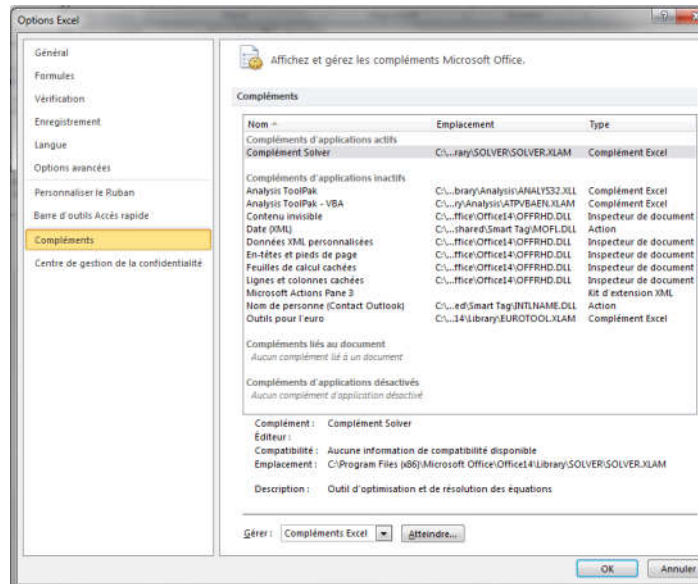 Options Excel
Général
Formules
Vérification
Enregistrement
Langue
Options avancées
Personnaliser le Ruban
Barre d'outils Accès rapide
Compléments
Centre de gestion de la confidentialité
Affichez et gérez les compléments Microsoft Office.
Compléments
Nom Emplacement Type
Compléments d'applications actifs
Complément Solver C:\...rary\SOLVER\SOLVER.XLAM Complément Excel
Compléments d'applications inactifs
Analysis ToolPak C:\...brary\Analysis\ANALYS32.XLL Complément Excel
Analysis ToolPak - VBA C:\...ry\Analysis\ATPVBAEN.XLAM Complément Excel
Contenu invisible C:\...ffice\Office14\OFFRHD.DLL Inspecteur de document
Date (XML) C:\...shared\Smart Tag\MOFL.DLL Action
Données XML personnalisées C:\...ffice\Office14\OFFRHD.DLL Inspecteur de document
En-têtes et pieds de page C:\...ffice\Office14\OFFRHD.DLL Inspecteur de document
Feuilles de calcul cachées C:\...ffice\Office14\OFFRHD.DLL Inspecteur de document
Lignes et colonnes cachées C:\...ffice\Office14\OFFRHD.DLL Inspecteur de document
Microsoft Actions Pane 3 Kit d'extension XML
Nom de personne (Contact Outlook) C:\...ed\Smart Tag\INTLNAME.DLL Action
Outils pour l'euro C:\...14\Library\EUROTOOL.XLAM Complément Excel
Compléments liés au document
Aucun complément lié à un document
Compléments d'applications désactivés
Aucun complément d'application désactivé
Complément : Complément Solver
Éditeur :
Compatibilité : Aucune information de compatibilité disponible
Emplacement : C:\Program Files (x86)\Microsoft Office\Office14\Library\SOLVER\SOLVER.XLAM
Description : Outil d'optimisation et de résolution des équations
Gérer : Compléments Excel Atteindre...
OK Annuler